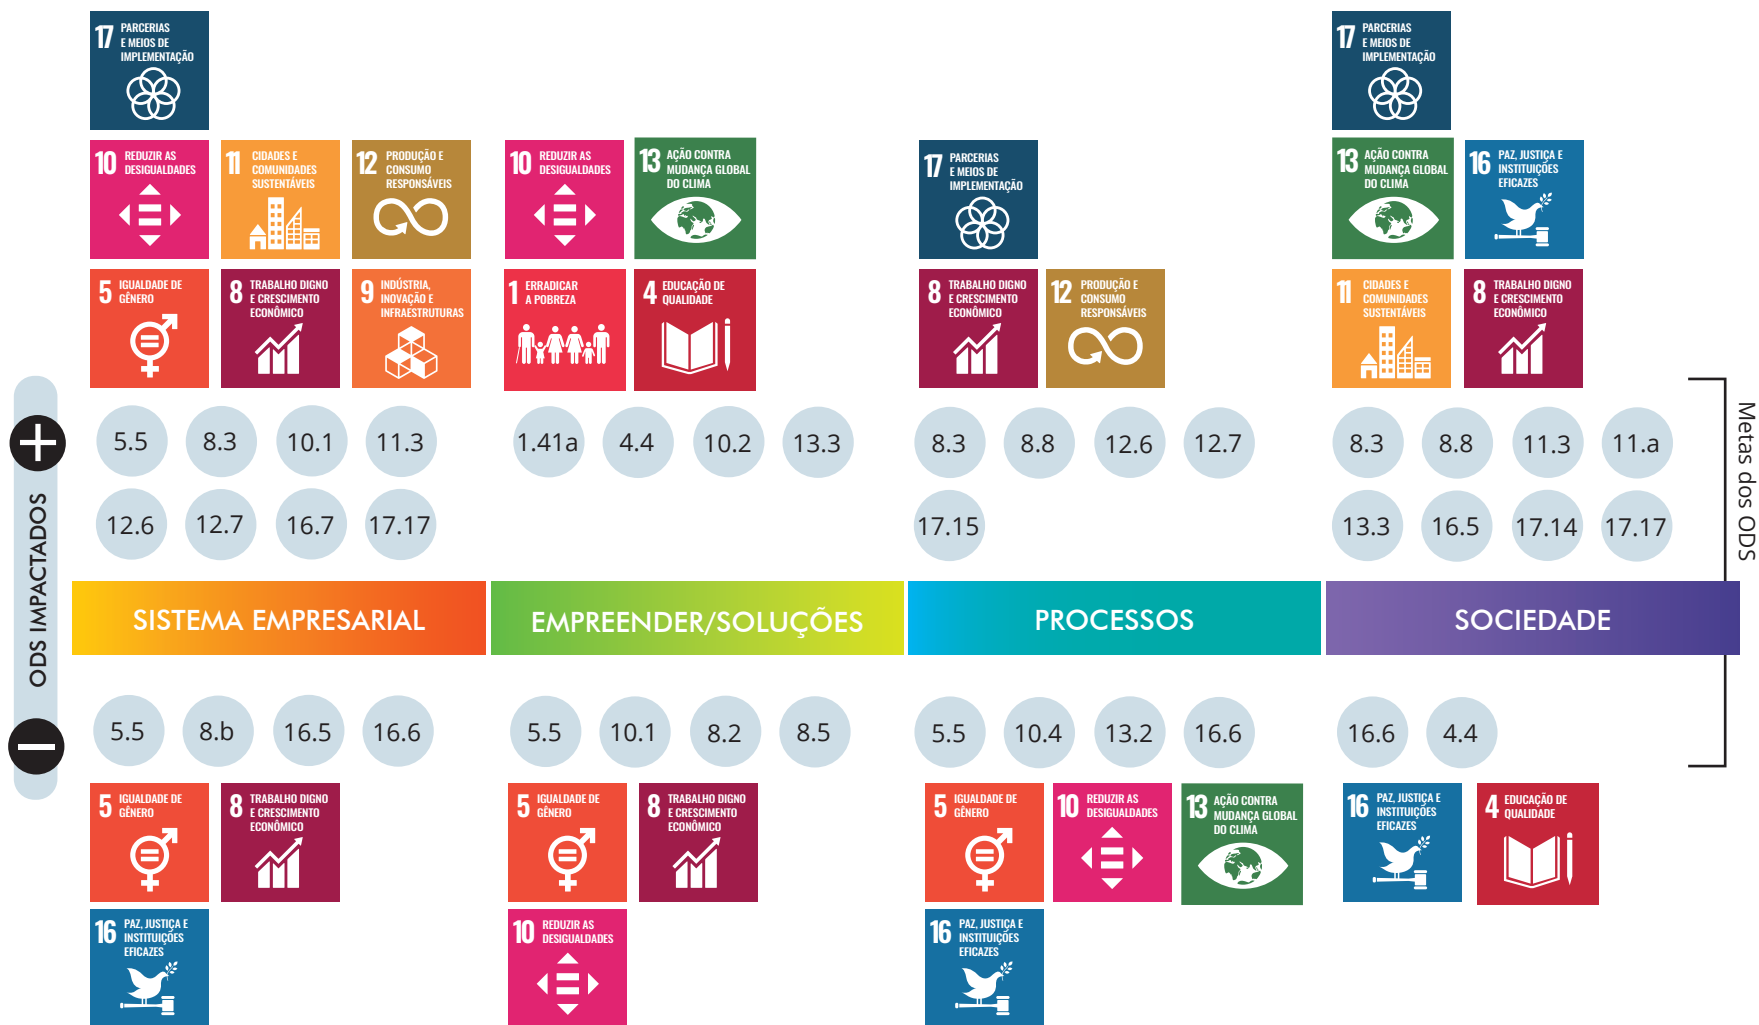 17 PARCERIAS
E MEIOS DE
IMPLEMENTAÇÃO
10 REDUZIR AS
DESIGUALDADES
11 CIDADES E
COMUNIDADES
SUSTENTÁVEIS
12 PRODUÇÃO E
CONSUMO
RESPONSÁVEIS
5 IGUALDADE DE
GÊNERO
8 TRABALHO DIGNO
E CRESCIMENTO
ECONÔMICO
9 INDÚSTRIA,
INOVAÇÃO E
INFRAESTRUTURAS
10 REDUZIR AS
DESIGUALDADES
13 AÇÃO CONTRA
MUDANÇA GLOBAL
DO CLIMA
1 ERRADICAR
A POBREZA
4 EDUCAÇÃO DE
QUALIDADE
17 PARCERIAS
E MEIOS DE
IMPLEMENTAÇÃO
8 TRABALHO DIGNO
E CRESCIMENTO
ECONÔMICO
12 PRODUÇÃO E
CONSUMO
RESPONSÁVEIS
17 PARCERIAS
E MEIOS DE
IMPLEMENTAÇÃO
13 AÇÃO CONTRA
MUDANÇA GLOBAL
DO CLIMA
16 PAZ, JUSTIÇA E
INSTITUIÇÕES
EFICAZES
11 CIDADES E
COMUNIDADES
SUSTENTÁVEIS
8 TRABALHO DIGNO
E CRESCIMENTO
ECONÔMICO
ODS IMPACTADOS
Metas dos ODS
5.5 8.3 10.1 11.3
12.6 12.7 16.7 17.17
1.41a 4.4 10.2 13.3
8.3 8.8 12.6 12.7
17.15
8.3 8.8 11.3 11.a
13.3 16.5 17.14 17.17
SISTEMA EMPRESARIAL
EMPREENDER/SOLUÇÕES
PROCESSOS
SOCIEDADE
5.5 8.b 16.5 16.6
5.5 10.1 8.2 8.5
5.5 10.4 13.2 16.6
16.6 4.4
5 IGUALDADE DE
GÊNERO
8 TRABALHO DIGNO
E CRESCIMENTO
ECONÔMICO
16 PAZ, JUSTIÇA E
INSTITUIÇÕES
EFICAZES
5 IGUALDADE DE
GÊNERO
8 TRABALHO DIGNO
E CRESCIMENTO
ECONÔMICO
10 REDUZIR AS
DESIGUALDADES
5 IGUALDADE DE
GÊNERO
10 REDUZIR AS
DESIGUALDADES
13 AÇÃO CONTRA
MUDANÇA GLOBAL
DO CLIMA
16 PAZ, JUSTIÇA E
INSTITUIÇÕES
EFICAZES
16 PAZ, JUSTIÇA E
INSTITUIÇÕES
EFICAZES
4 EDUCAÇÃO DE
QUALIDADE